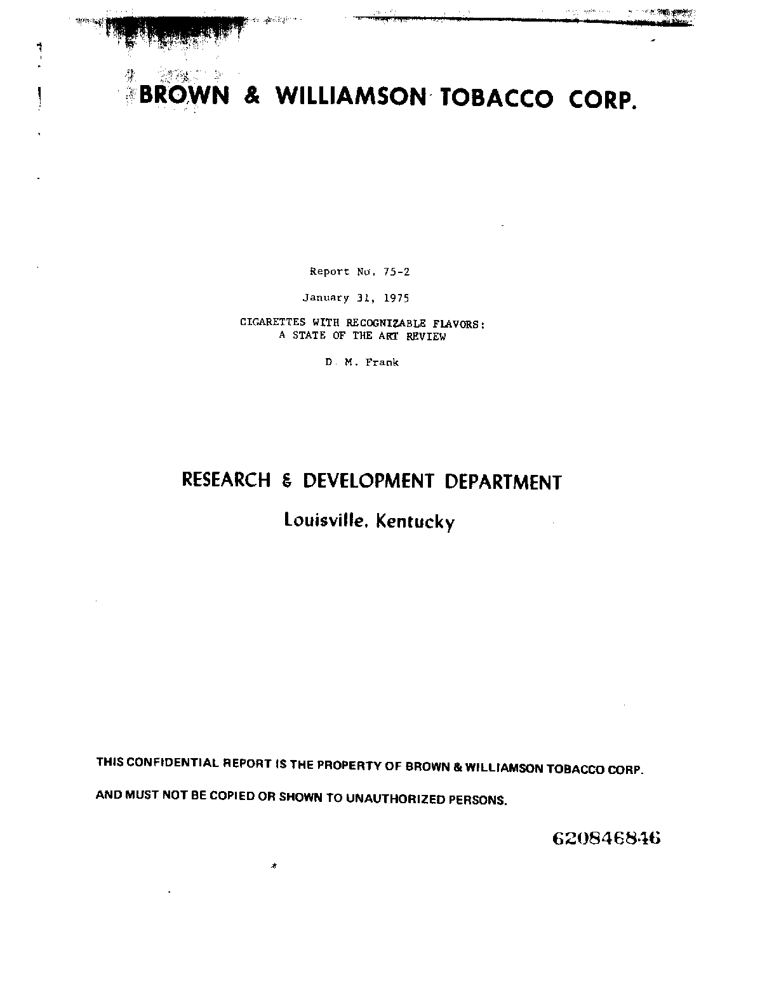 BROWN & WILLIAMSON TOBACCO CORP.
Report No. 75-2
January 31, 1975
CIGARETTES WITH RECOGNIZABLE FLAVORS:
A STATE OF THE ART REVIEW
D. M. Frank
RESEARCH & DEVELOPMENT DEPARTMENT
Louisville, Kentucky
THIS CONFIDENTIAL REPORT IS THE PROPERTY OF BROWN & WILLIAMSON TOBACCO CORP.
AND MUST NOT BE COPIED OR SHOWN TO UNAUTHORIZED PERSONS.
620846846